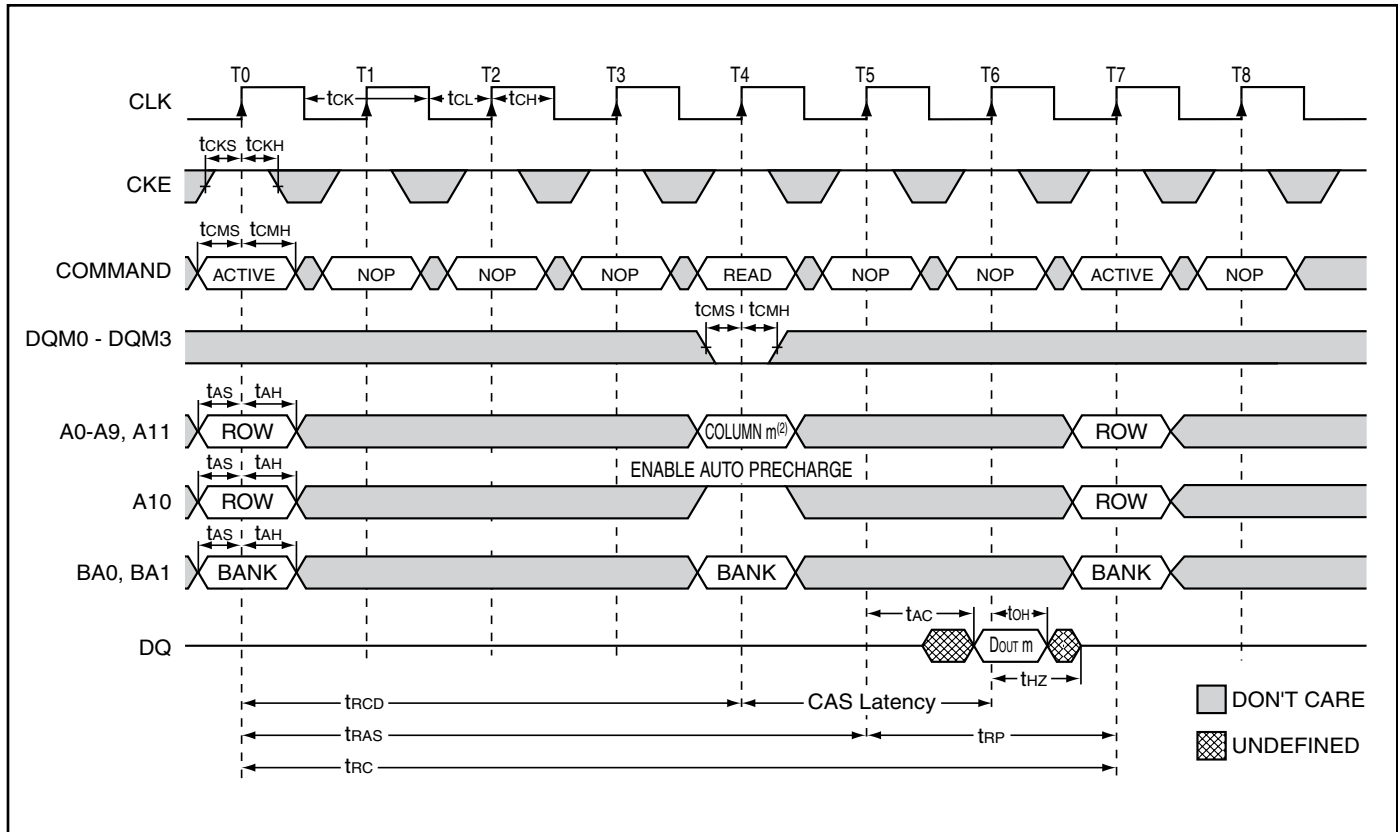 T0 T1 T2 T3 T4 T5 T6 T7 T8
CLK tCK tCL tCH
tCKS tCKH
CKE
tCMS tCMH
COMMAND ACTIVE NOP NOP NOP READ NOP NOP ACTIVE NOP
tCMS tCMH
DQM0 - DQM3
tAS tAH
A0-A9, A11 ROW COLUMN m(2) ROW
tAS tAH ENABLE AUTO PRECHARGE
A10 ROW ROW
tAS tAH
BA0, BA1 BANK BANK BANK
tAC tOH
DQ DOUT m
tHZ
tRCD CAS Latency
DON'T CARE
tRAS tRP
UNDEFINED
tRC